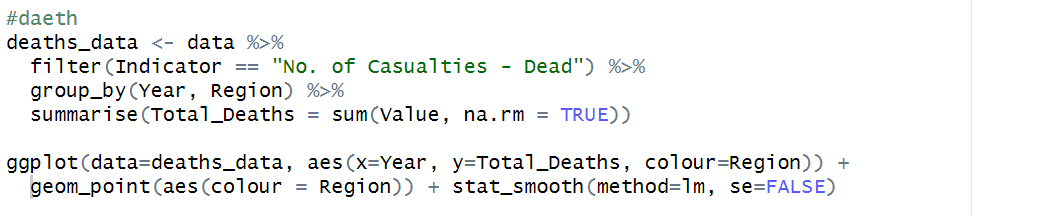 #daeth
deaths_data <- data %>%
  filter(Indicator == "No. of Casualties - Dead") %>%
  group_by(Year, Region) %>%
  summarise(Total_Deaths = sum(Value, na.rm = TRUE))

ggplot(data=deaths_data, aes(x=Year, y=Total_Deaths, colour=Region)) +
  geom_point(aes(colour = Region)) + stat_smooth(method=lm, se=FALSE)